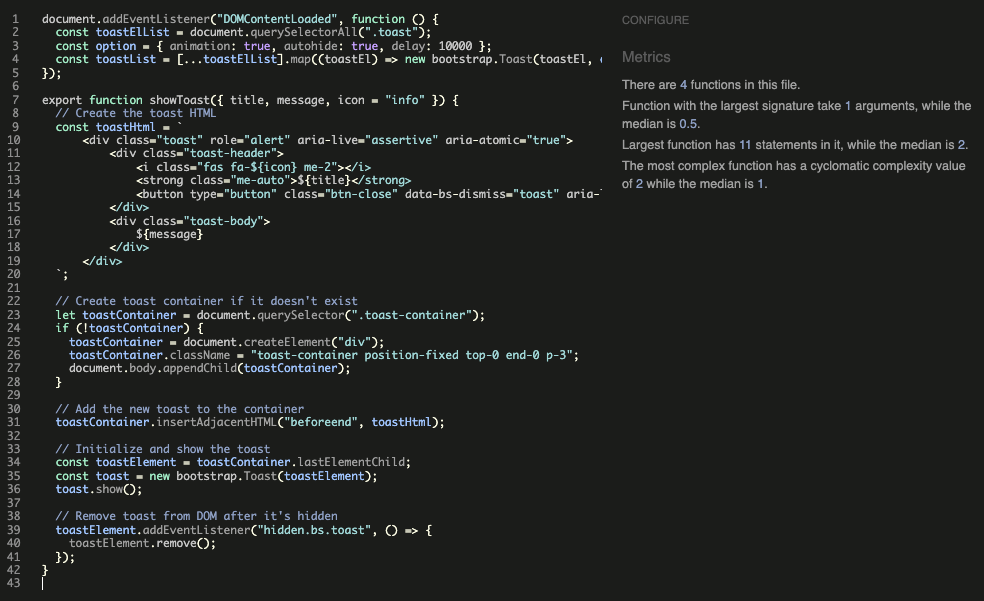 1 document.addEventListener("DOMContentLoaded", function () {
2   const toastElList = document.querySelectorAll(".toast");
3   const option = { animation: true, autohide: true, delay: 10000 };
4   const toastList = [...toastElList].map((toastEl) => new bootstrap.Toast(toastEl,
5 });
6
7 export function showToast({ title, message, icon = "info" }) {
8   // Create the toast HTML
9   const toastHtml = `
10       <div class="toast" role="alert" aria-live="assertive" aria-atomic="true">
11           <div class="toast-header">
12               <i class="fas fa-${icon} me-2"></i>
13               <strong class="me-auto">${title}</strong>
14               <button type="button" class="btn-close" data-bs-dismiss="toast" aria-
15           </div>
16           <div class="toast-body">
17               ${message}
18           </div>
19       </div>
20   `;
21
22   // Create toast container if it doesn't exist
23   let toastContainer = document.querySelector(".toast-container");
24   if (!toastContainer) {
25     toastContainer = document.createElement("div");
26     toastContainer.className = "toast-container position-fixed top-0 end-0 p-3";
27     document.body.appendChild(toastContainer);
28   }
29
30   // Add the new toast to the container
31   toastContainer.insertAdjacentHTML("beforeend", toastHtml);
32
33   // Initialize and show the toast
34   const toastElement = toastContainer.lastElementChild;
35   const toast = new bootstrap.Toast(toastElement);
36   toast.show();
37
38   // Remove toast from DOM after it's hidden
39   toastElement.addEventListener("hidden.bs.toast", () => {
40     toastElement.remove();
41   });
42 }
43
CONFIGURE
Metrics
There are 4 functions in this file.
Function with the largest signature take 1 arguments, while the
median is 0.5.
Largest function has 11 statements in it, while the median is 2.
The most complex function has a cyclomatic complexity value
of 2 while the median is 1.